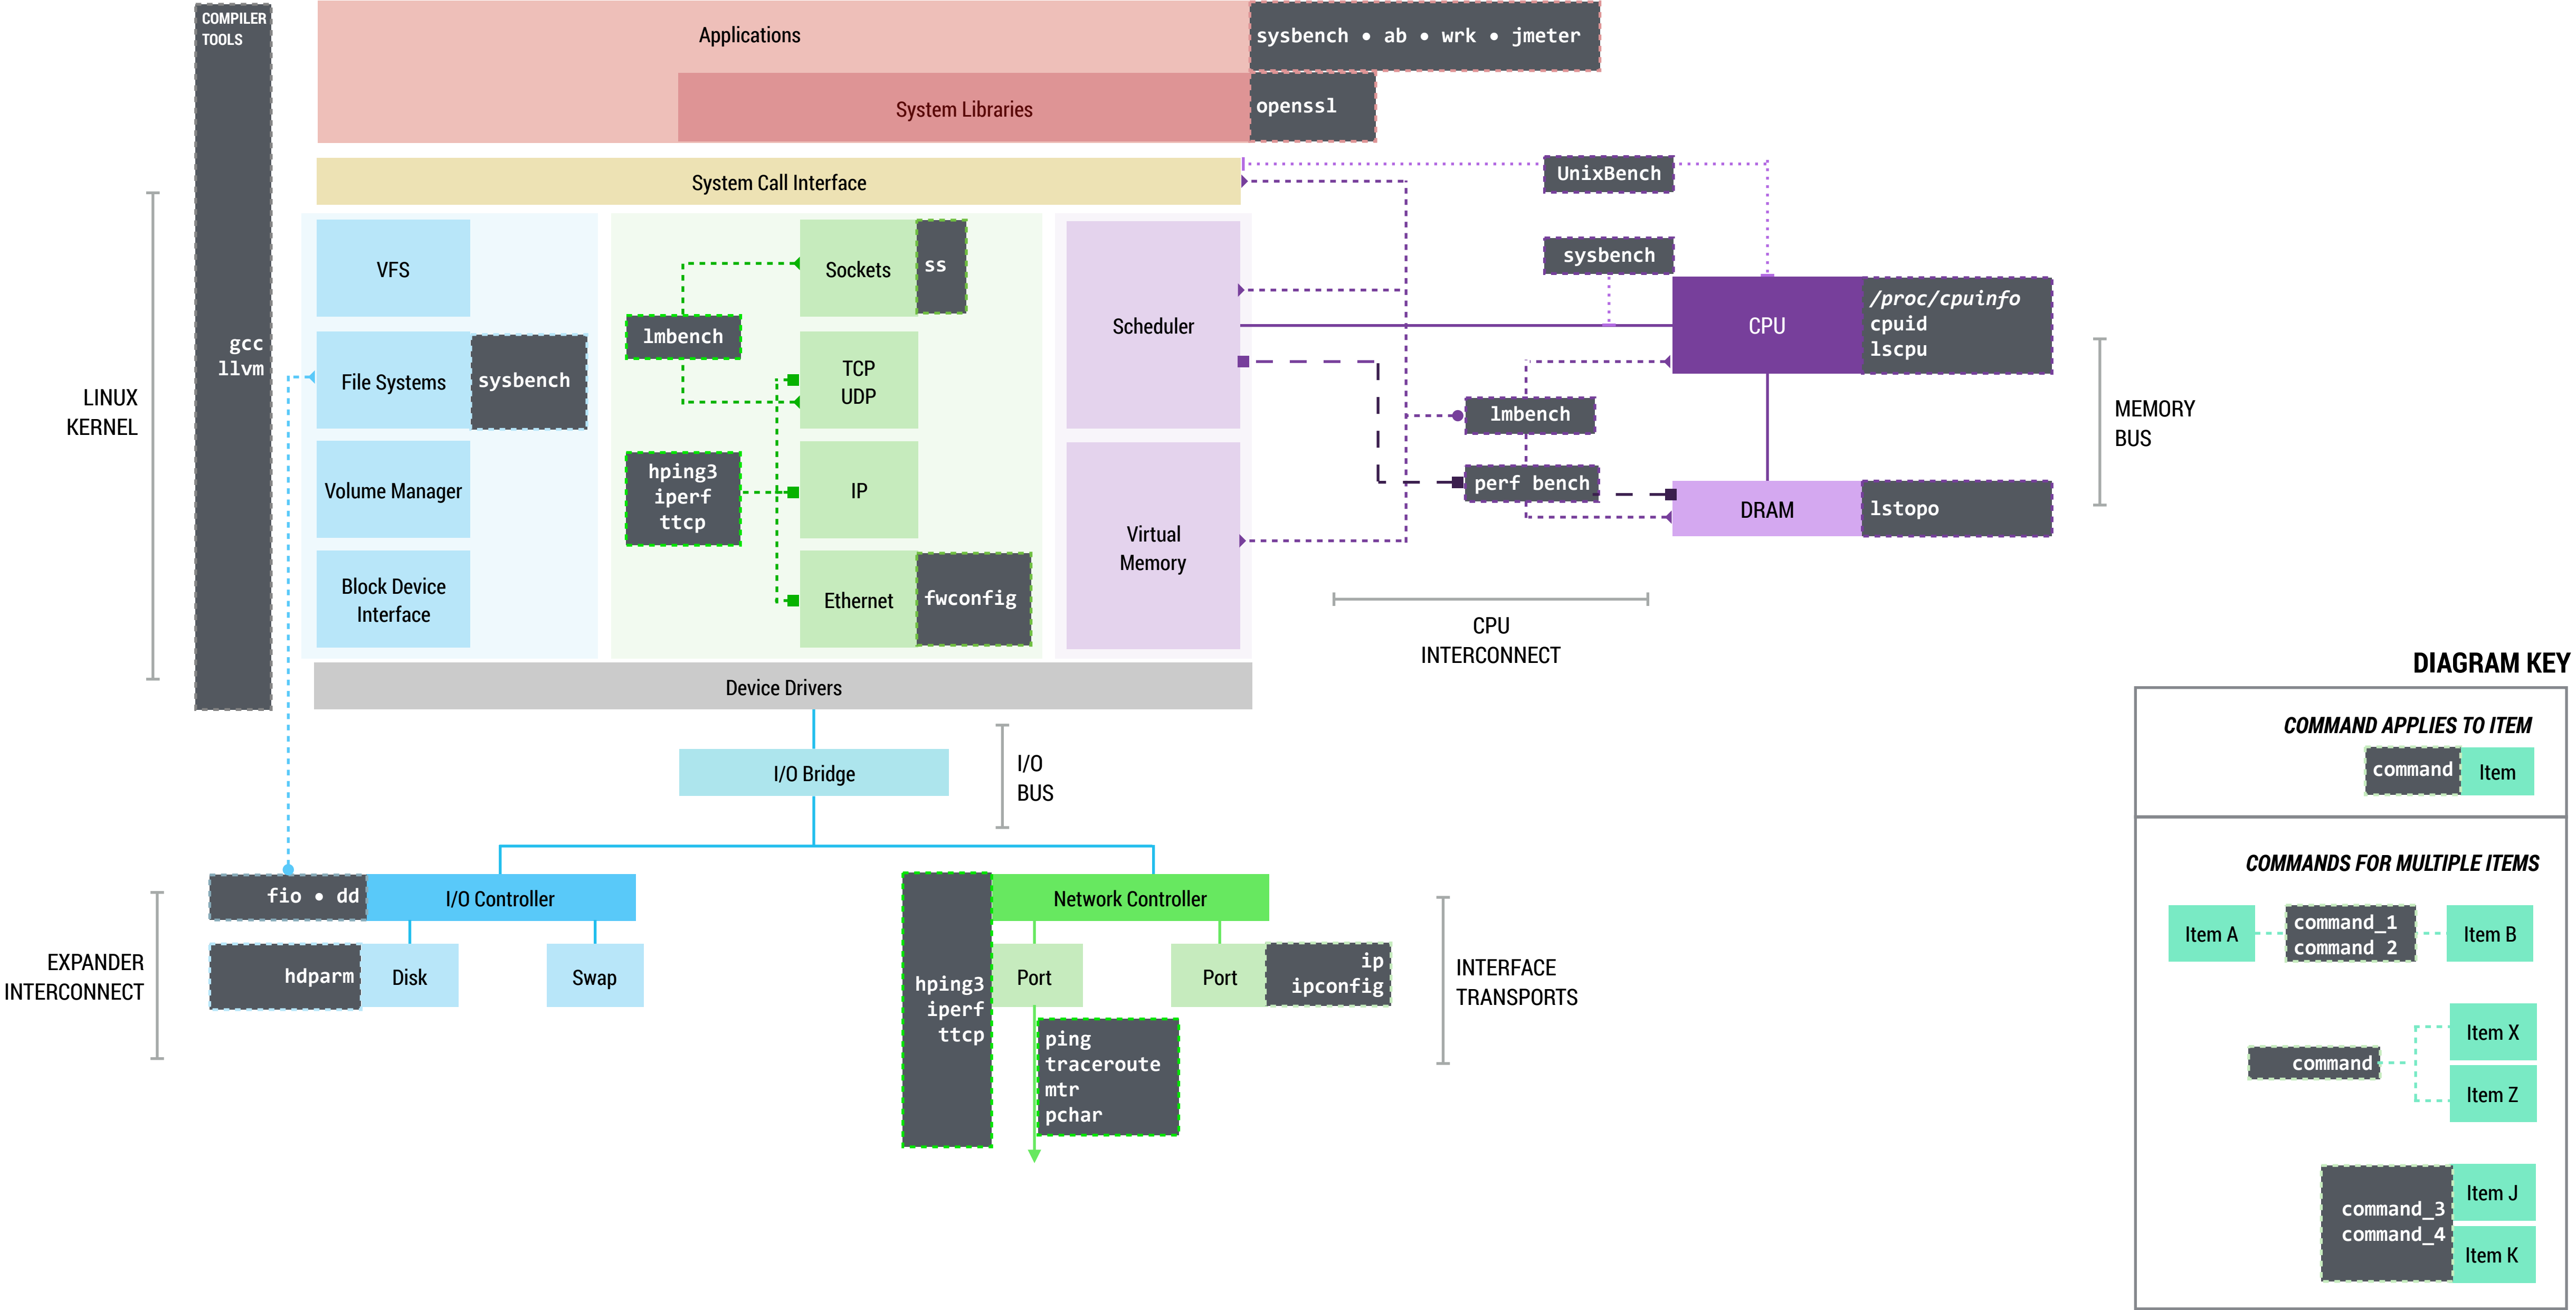 COMPILER
TOOLS
gcc
llvm
Applications
sysbench • ab • wrk • jmeter
System Libraries
openssl
System Call Interface
UnixBench
sysbench
LINUX
KERNEL
VFS
File Systems
sysbench
Volume Manager
Block Device
Interface
lmbench
hping3
iperf
ttcp
Sockets
ss
TCP
UDP
IP
Ethernet
fwconfig
Scheduler
Virtual
Memory
CPU
/proc/cpuinfo
cpuid
lscpu
lmbench
perf bench
DRAM
lstopo
MEMORY
BUS
CPU
INTERCONNECT
Device Drivers
I/O Bridge
I/O
BUS
fio • dd
I/O Controller
hdparm
Disk
Swap
EXPANDER
INTERCONNECT
Network Controller
hping3
iperf
ttcp
Port
Port
ip
ipconfig
ping
traceroute
mtr
pchar
INTERFACE
TRANSPORTS
DIAGRAM KEY
COMMAND APPLIES TO ITEM
command
Item
COMMANDS FOR MULTIPLE ITEMS
Item A
command_1
command 2
Item B
command
Item X
Item Z
command_3
command_4
Item J
Item K